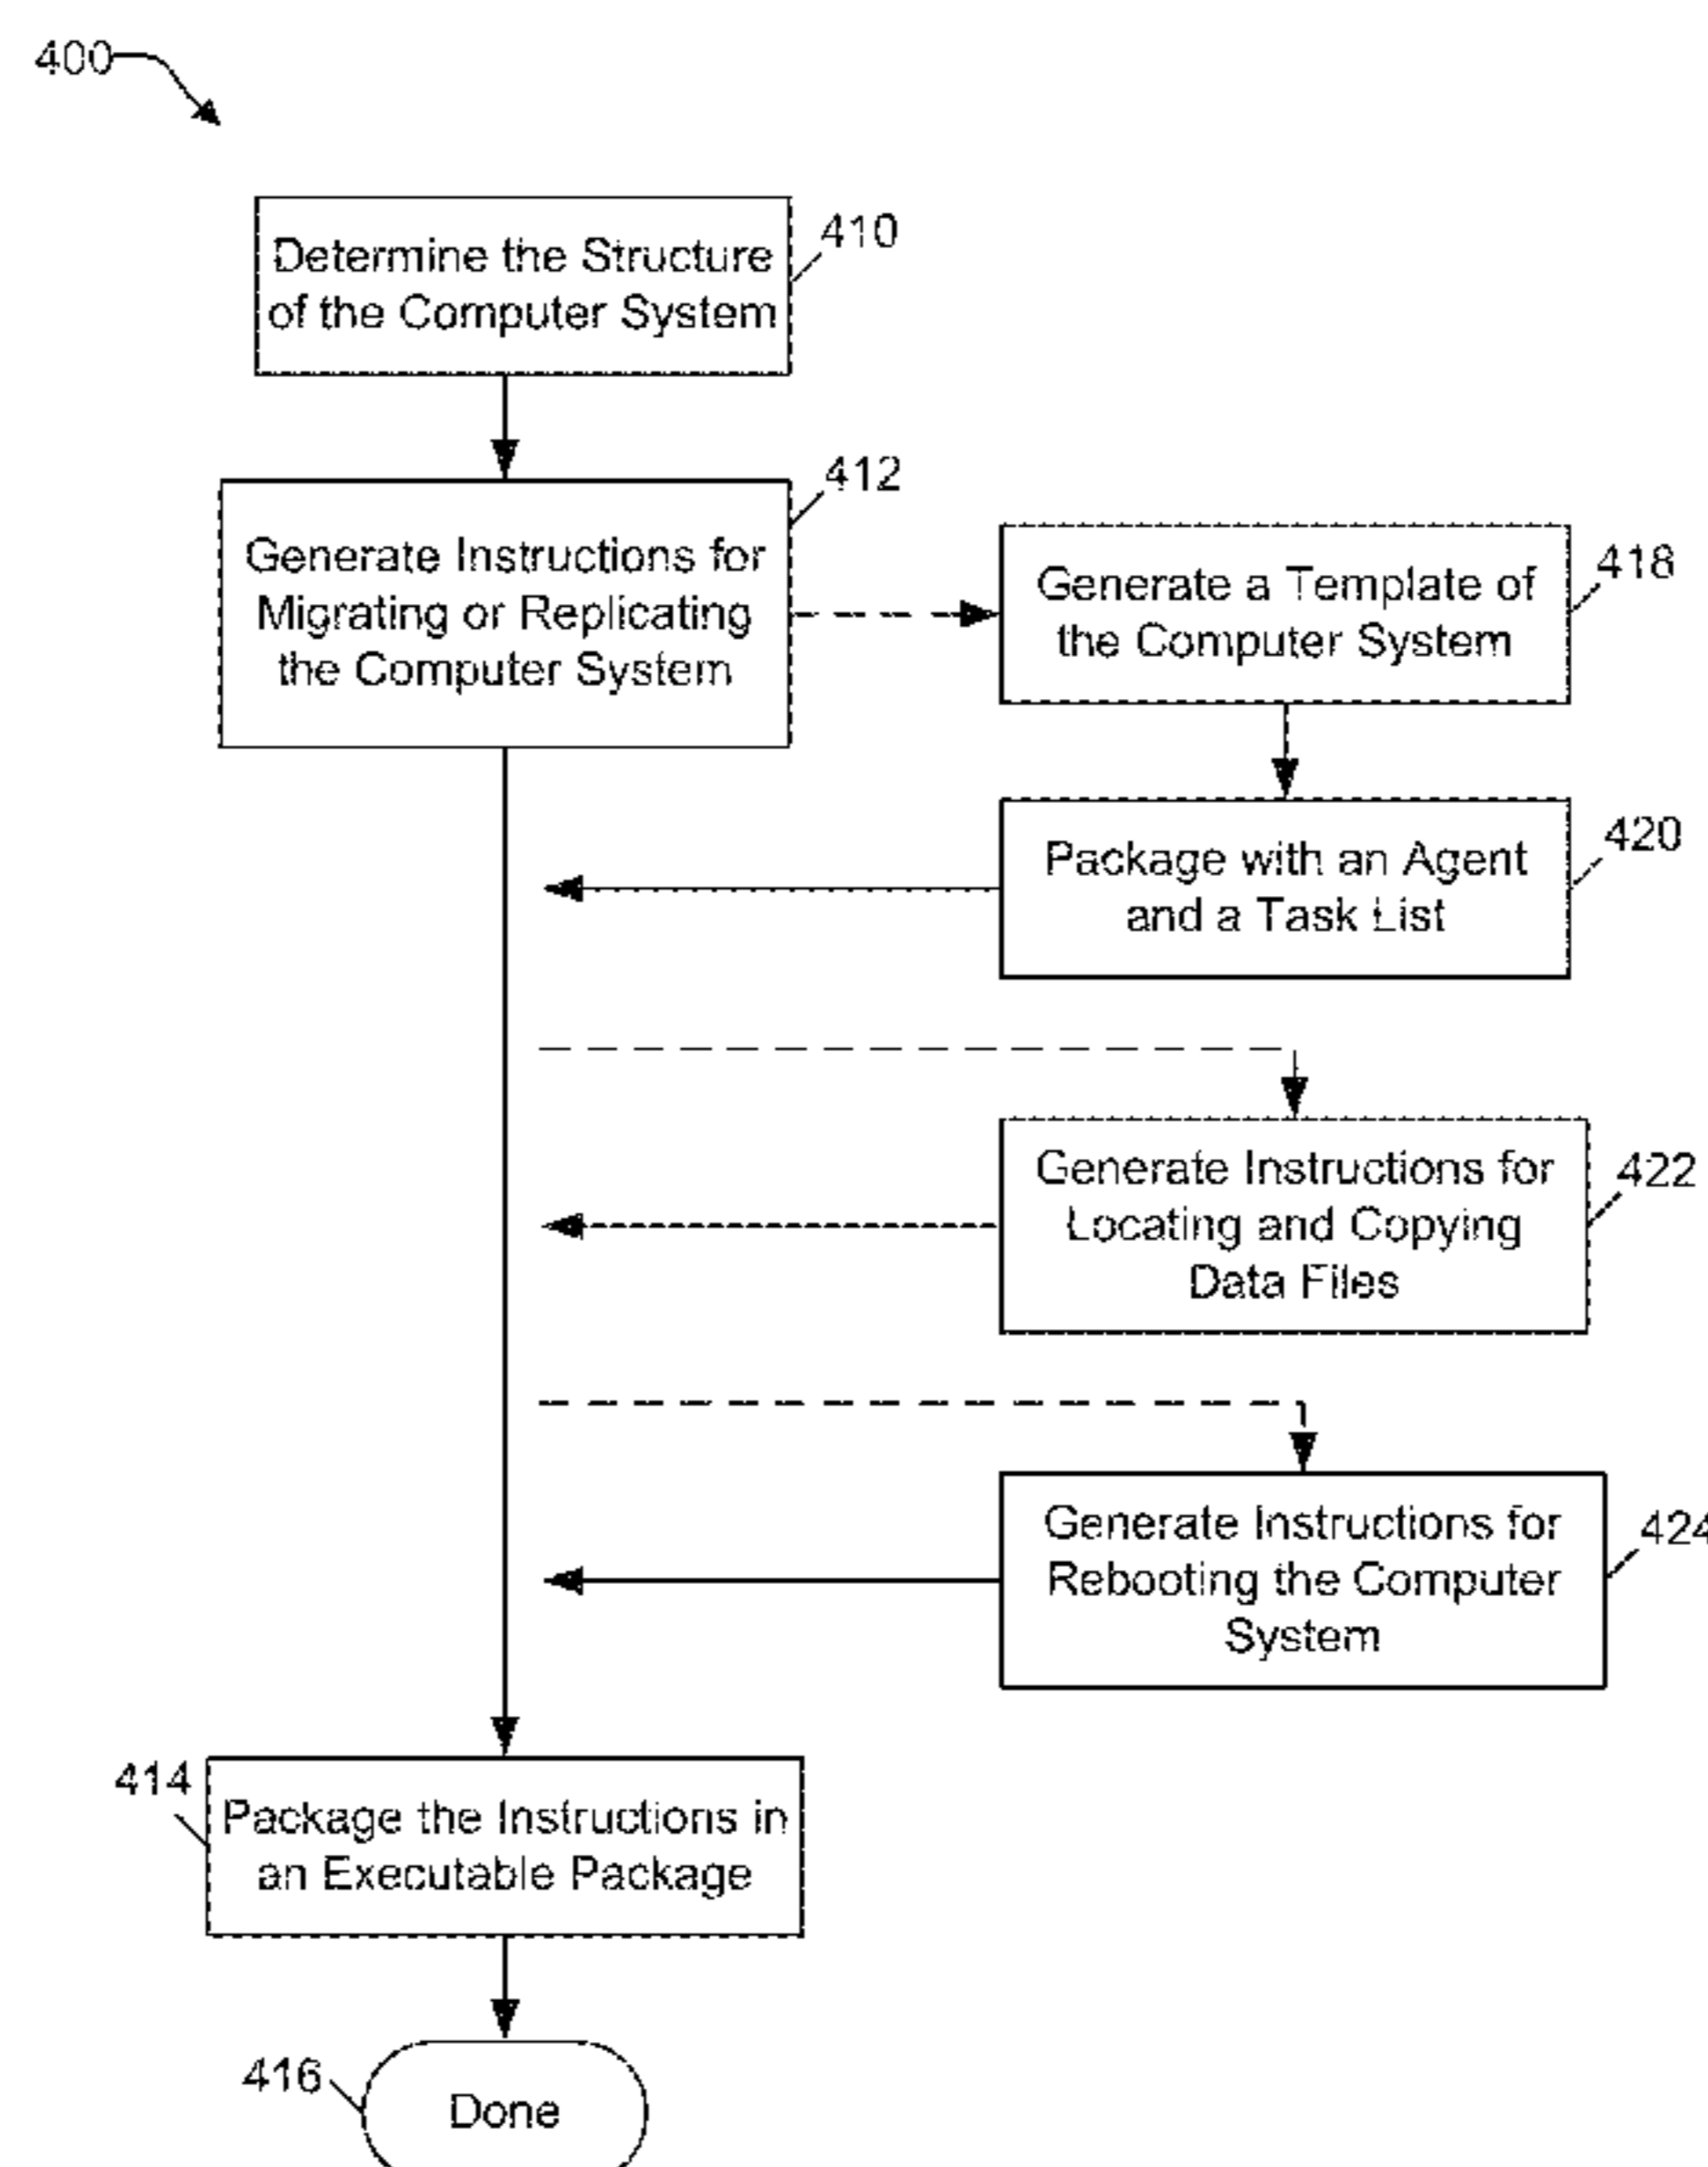 400
Determine the Structure
of the Computer System
410
Generate Instructions for
Migrating or Replicating
the Computer System
412
Generate a Template of
the Computer System
418
Package with an Agent
and a Task List
420
Generate Instructions for
Locating and Copying
Data Files
422
Generate Instructions for
Rebooting the Computer
System
424
414
Package the Instructions in
an Executable Package
416
Done